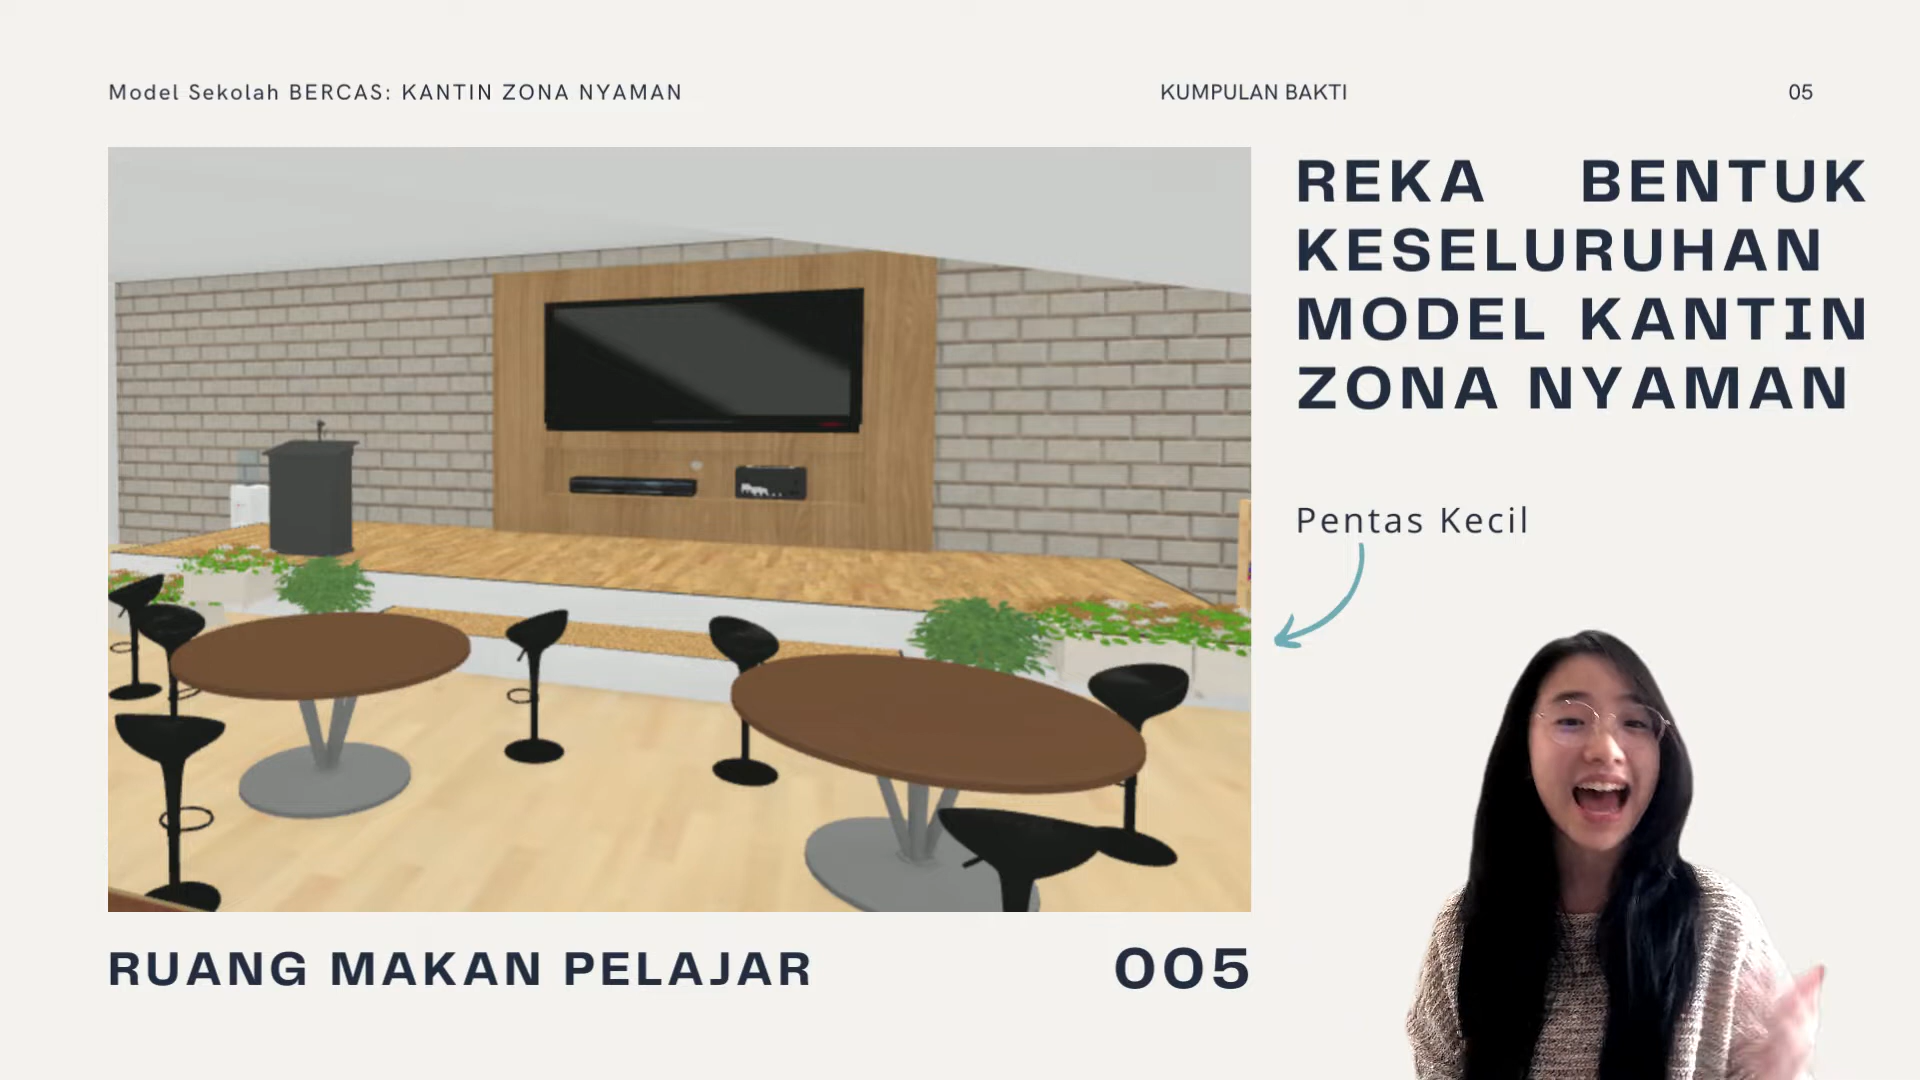 Model Sekolah BERCAS: KANTIN ZONA NYAMAN
KUMPULAN BAKTI
05
REKA BENTUK
KESELURUHAN
MODEL KANTIN
ZONA NYAMAN
Pentas Kecil
RUANG MAKAN PELAJAR
005